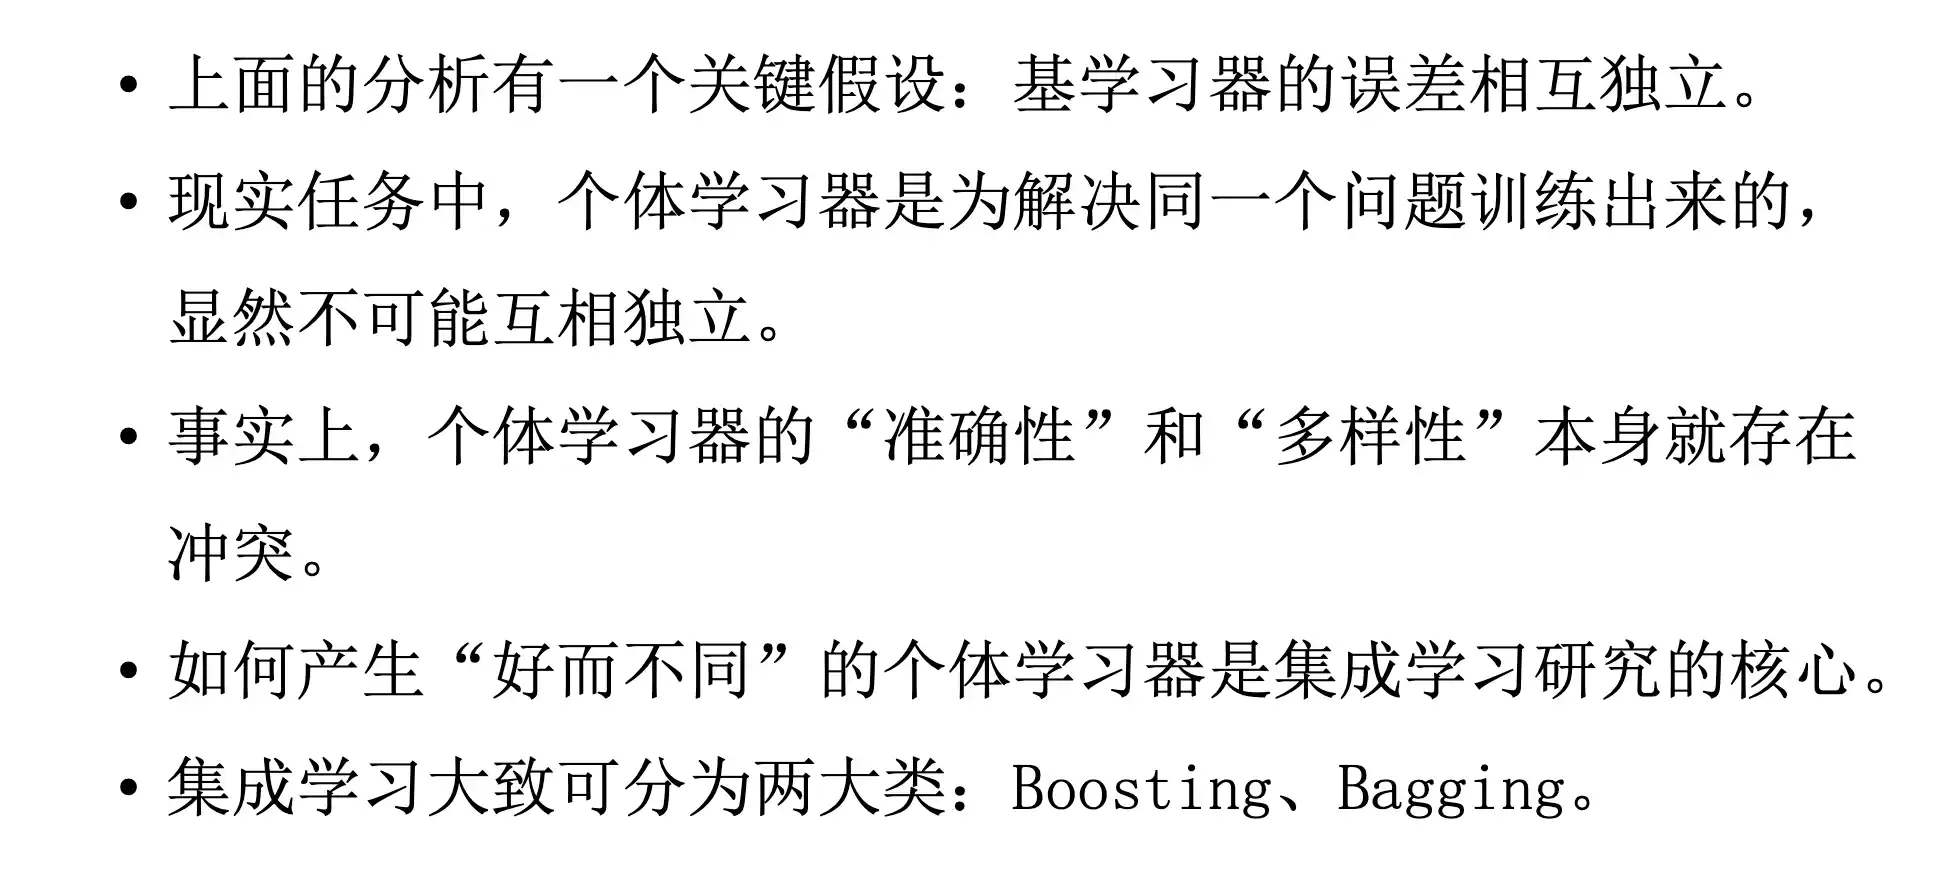 • 上面的分析有一个关键假设：基学习器的误差相互独立。
• 现实任务中，个体学习器是为解决同一个问题训练出来的，
显然不可能互相独立。
• 事实上，个体学习器的“准确性”和“多样性”本身就存在
冲突。
• 如何产生“好而不同”的个体学习器是集成学习研究的核心。
• 集成学习大致可分为两大类：Boosting、Bagging。